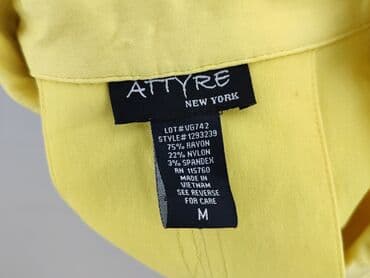 ATTYRE
NEW YORK
LOT#VG742
STYLE#1293239
75% RAYON
22% NYLON
3% SPANDEX
RN 115760
MADE IN
VIETNAM
SEE REVERSE
FOR CARE
M